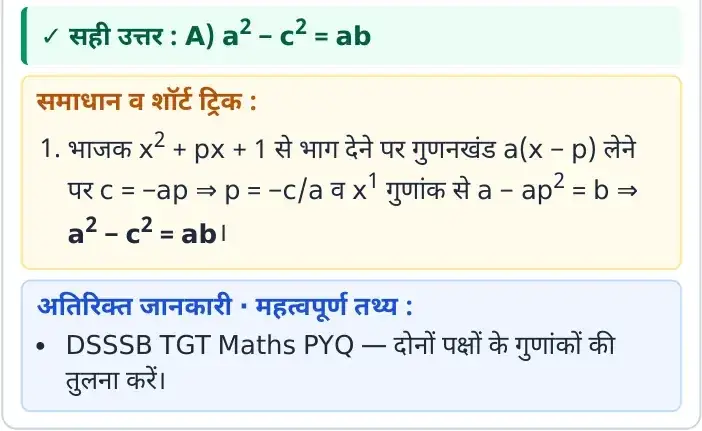 ✓ सही उत्तर : A) a² − c² = ab
समाधान व शॉर्ट ट्रिक :
1. भाजक x² + px + 1 से भाग देने पर गुणनखंड a(x − p) लेने
पर c = −ap ⇒ p = −c/a व x¹ गुणांक से a − ap² = b ⇒
a² − c² = ab।
अतिरिक्त जानकारी · महत्वपूर्ण तथ्य :
• DSSSB TGT Maths PYQ — दोनों पक्षों के गुणांकों की
तुलना करें।